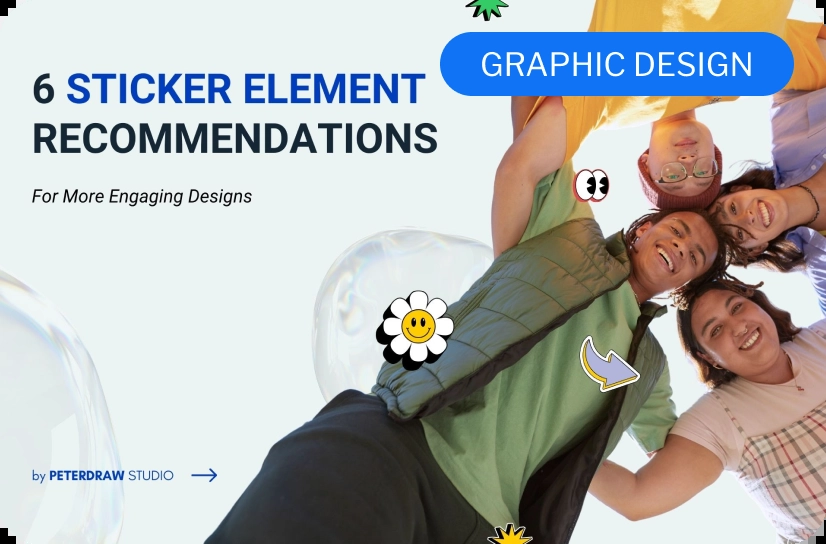 GRAPHIC DESIGN
6 STICKER ELEMENT
RECOMMENDATIONS
For More Engaging Designs
by PETERDRAW STUDIO